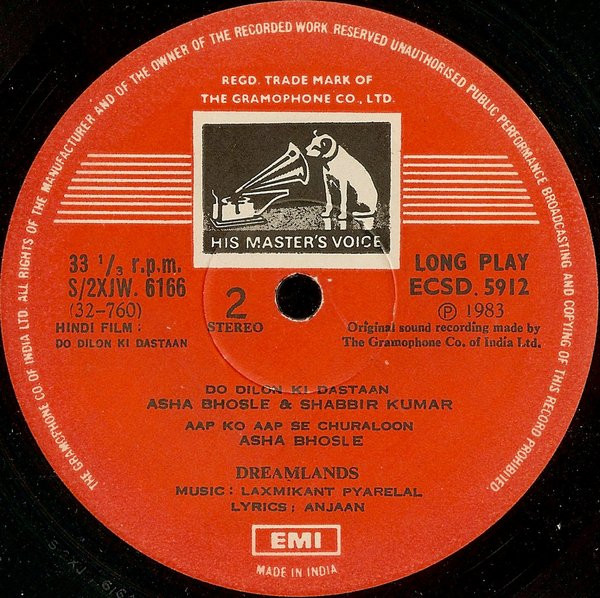 THE GRAMOPHONE CO. OF INDIA LTD. ALL RIGHTS OF THE MANUFACTURER AND OF THE OWNER OF THE RECORDED WORK RESERVED UNAUTHORISED PUBLIC PERFORMANCE BROADCASTING AND COPYING OF THIS RECORD PROHIBITED
REGD. TRADE MARK OF
THE GRAMOPHONE CO., LTD.
HIS MASTER'S VOICE
33 1/3 r.p.m.
S/2XJW. 6166
(32-760)
HINDI FILM :
DO DILON KI DASTAAN
2
STEREO
LONG PLAY
ECSD. 5912
Ⓟ 1983
Original sound recording made by
The Gramophone Co. of India Ltd.
DO DILON KI DASTAAN
ASHA BHOSLE & SHABBIR KUMAR
AAP KO AAP SE CHURALOON
ASHA BHOSLE
DREAMLANDS
MUSIC : LAXMIKANT PYARELAL
LYRICS ; ANJAAN
EMI
MADE IN INDIA